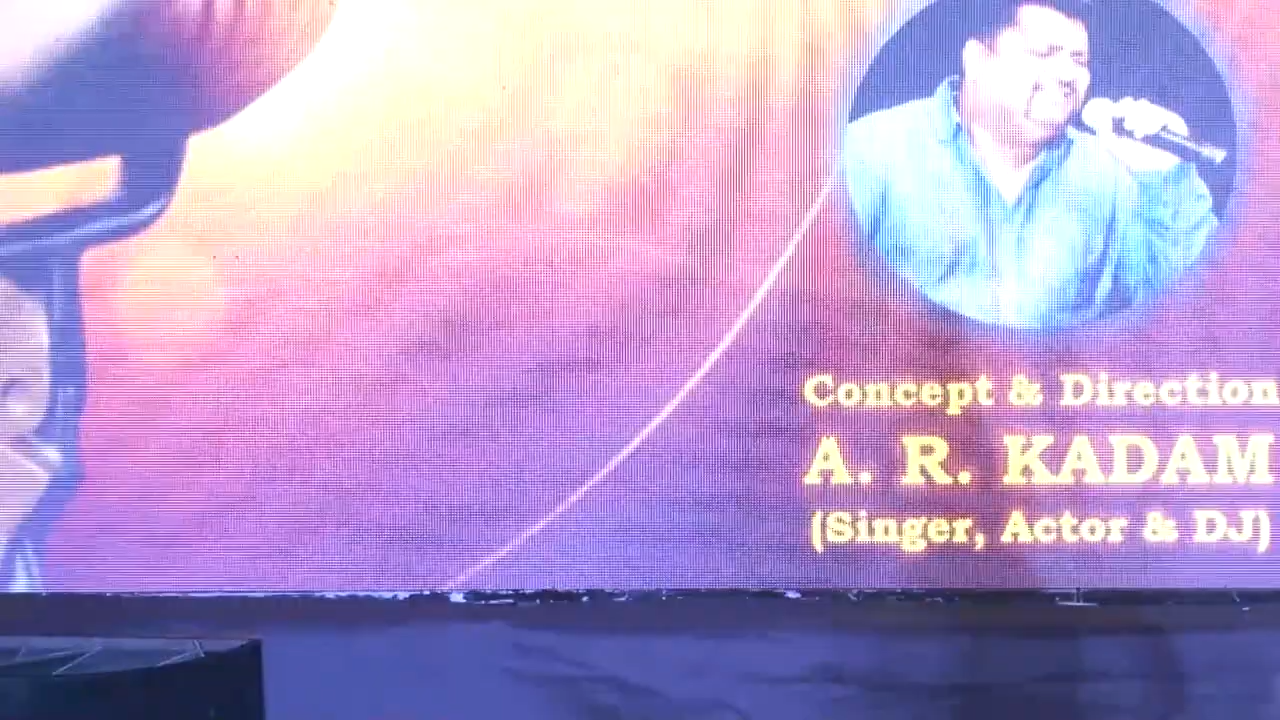 Concept & Direction
A. R. KADAM
(Singer, Actor & DJ)